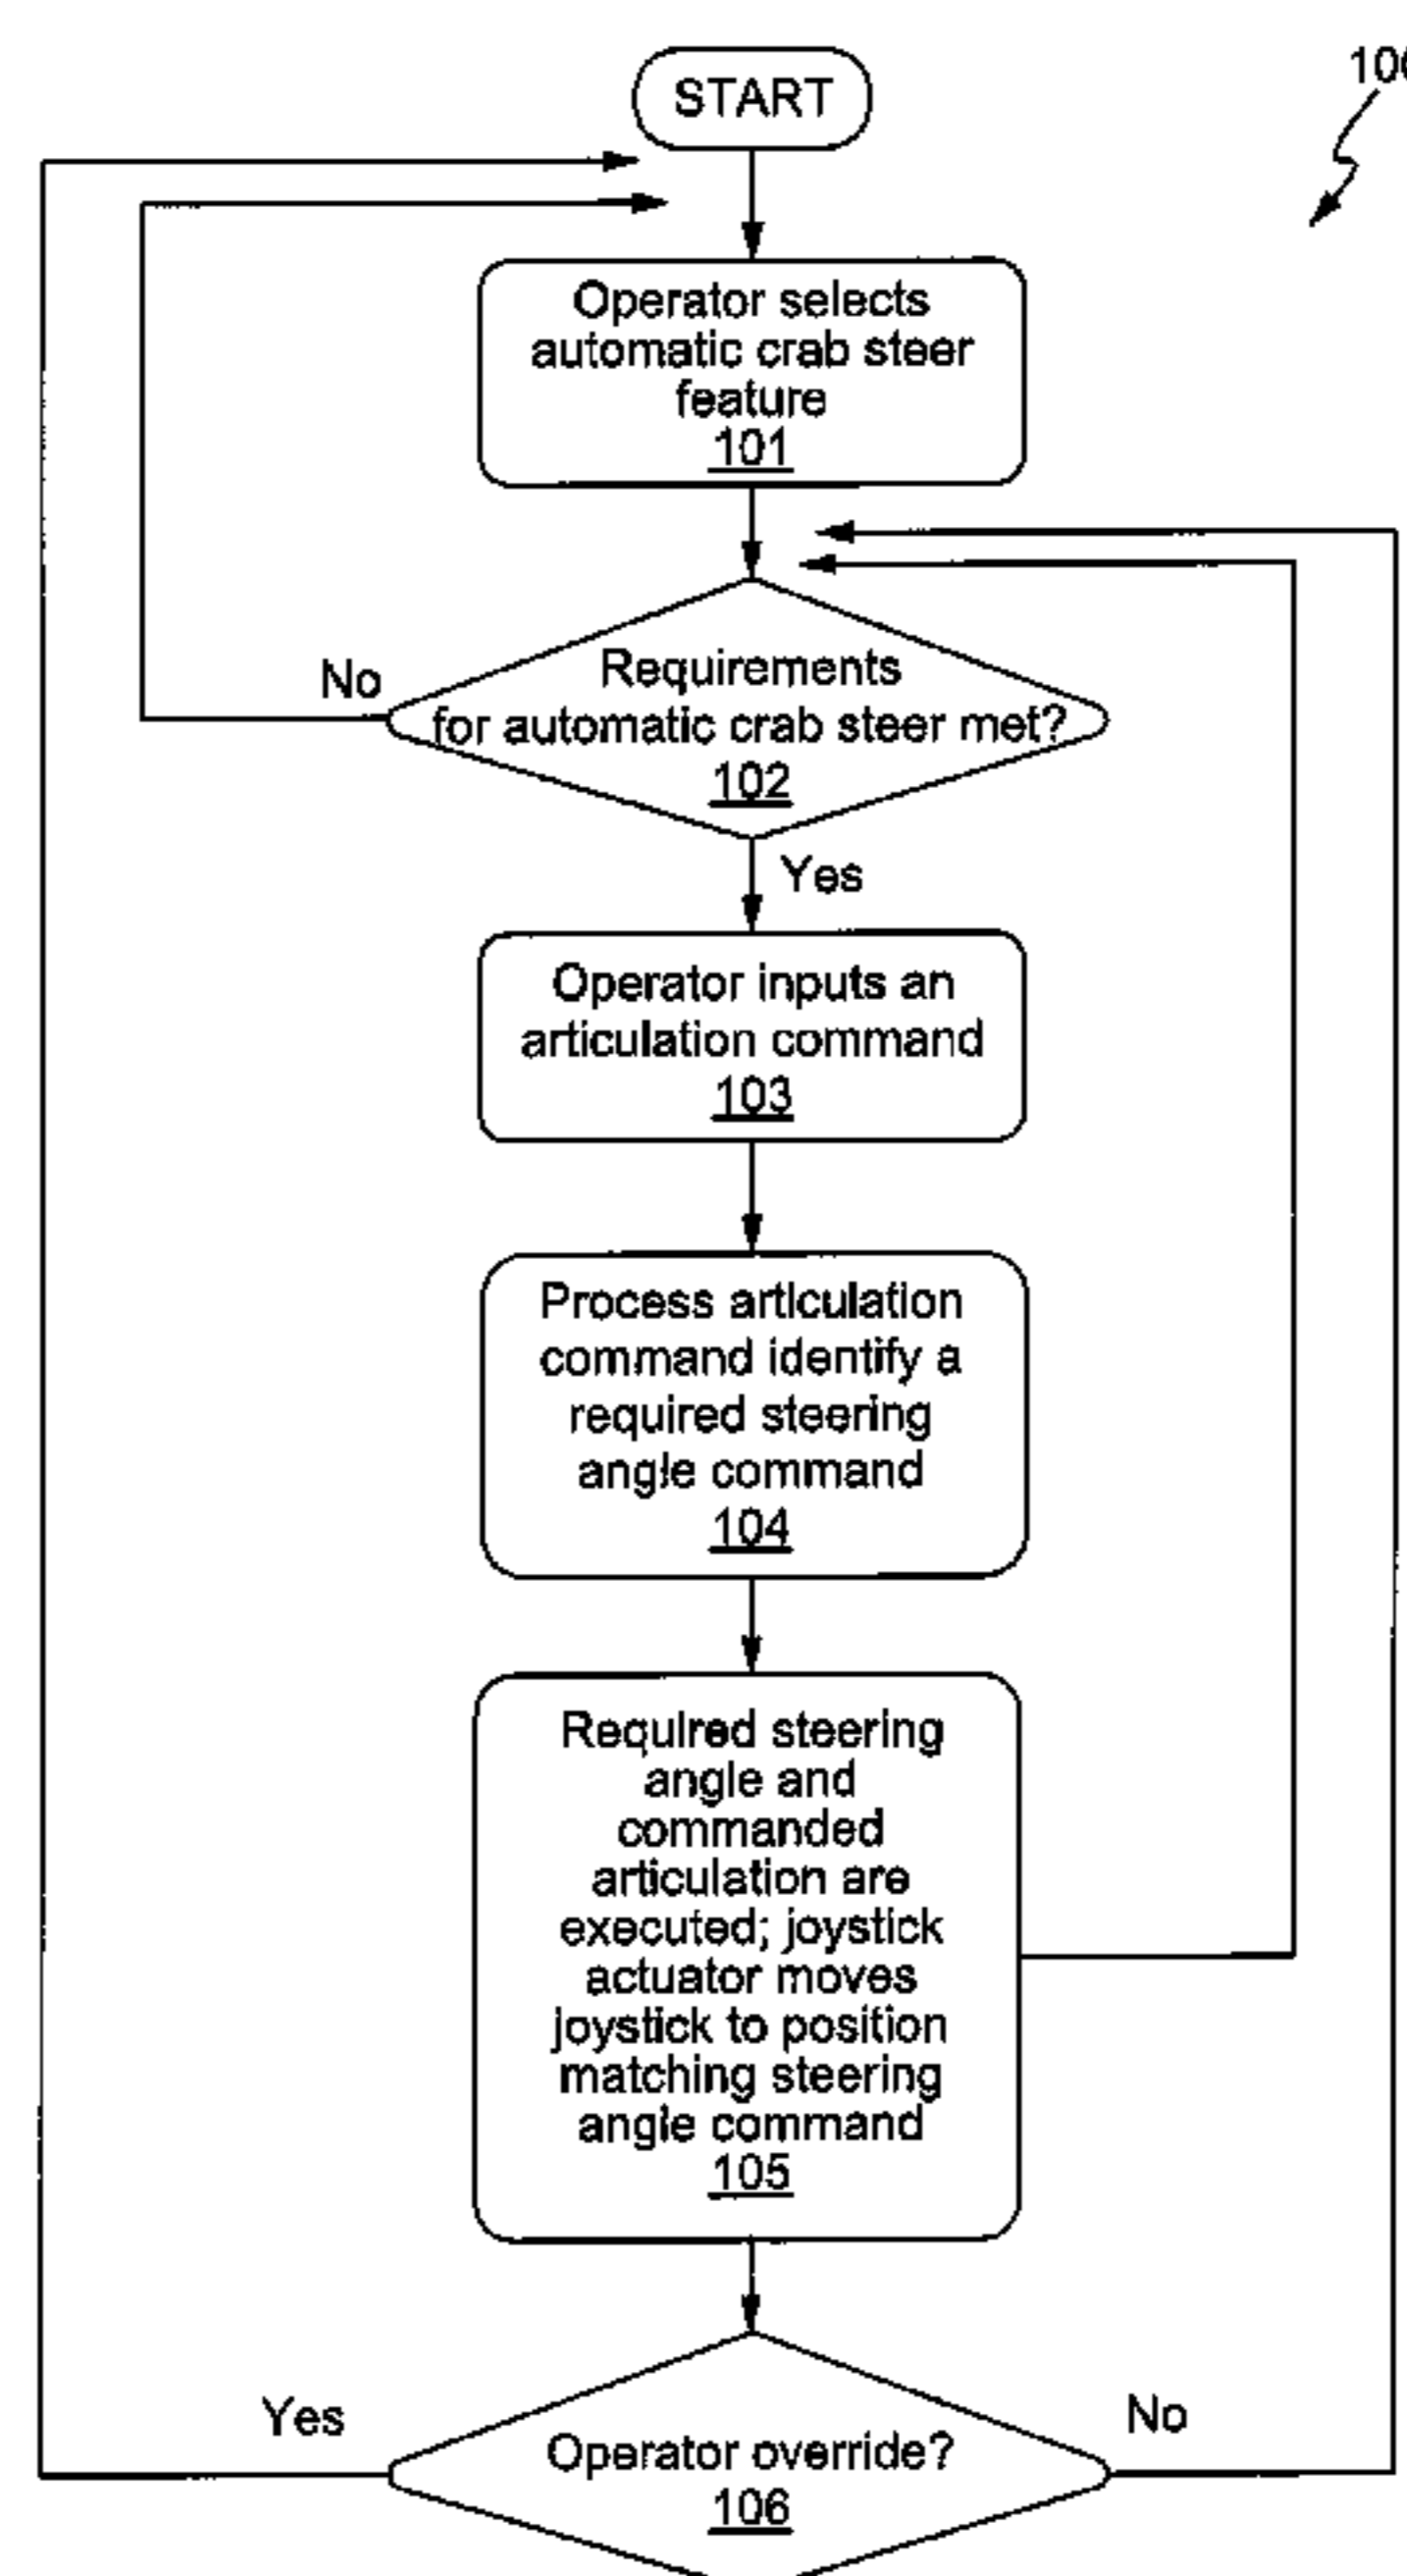 START
100
Operator selects
automatic crab steer
feature
101
No
Requirements
for automatic crab steer met?
102
Yes
Operator inputs an
articulation command
103
Process articulation
command identify a
required steering
angle command
104
Required steering
angle and
commanded
articulation are
executed; joystick
actuator moves
joystick to position
matching steering
angle command
105
Yes
No
Operator override?
106